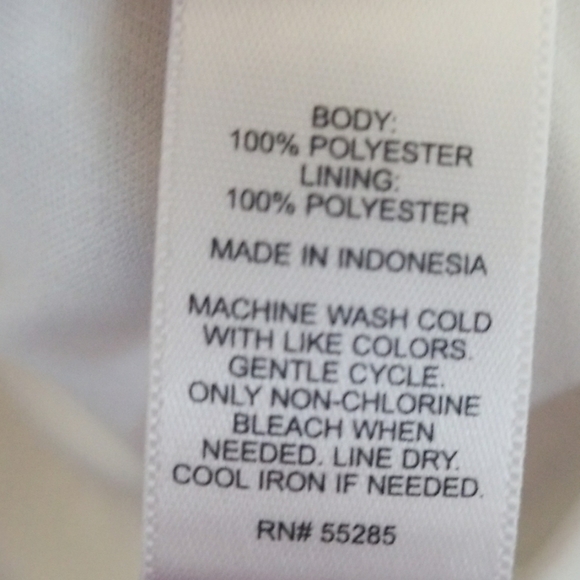 BODY:
100% POLYESTER
LINING:
100% POLYESTER
MADE IN INDONESIA
MACHINE WASH COLD
WITH LIKE COLORS.
GENTLE CYCLE.
ONLY NON-CHLORINE
BLEACH WHEN
NEEDED. LINE DRY.
COOL IRON IF NEEDED.
RN# 55285